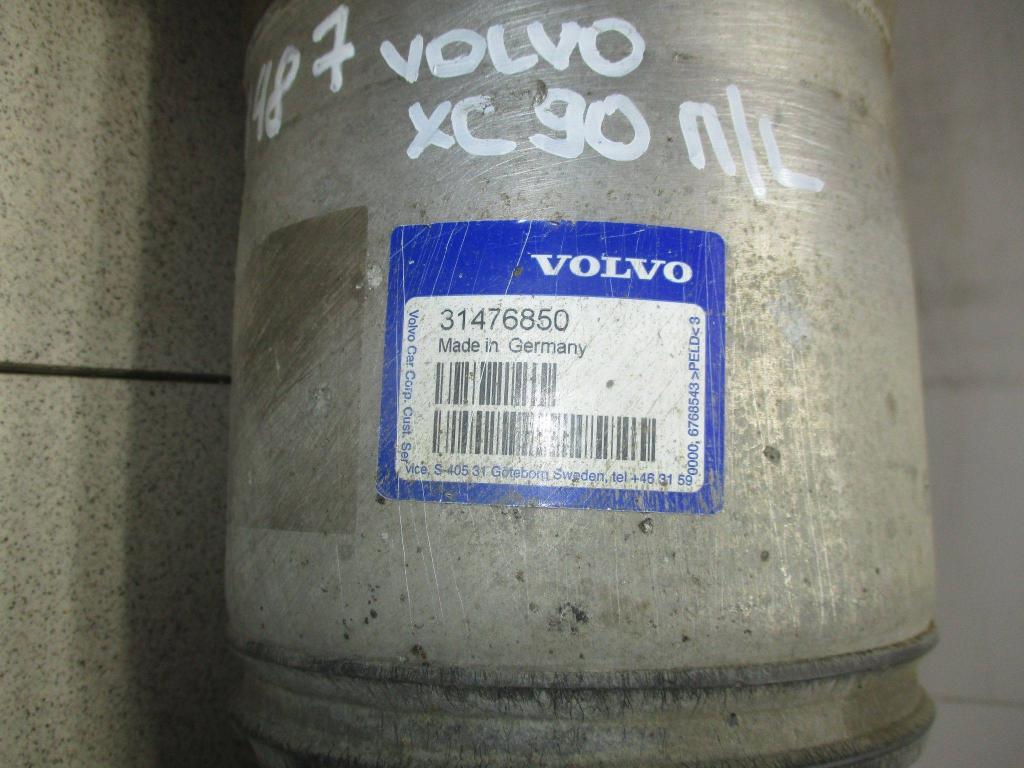 187 VOLVO
XC 90 П/L
VOLVO
31476850
Made in Germany
Volvo Car Corp. Cust. Ser
vice, S-405 31 Göteborg Sweden, tel +46 31 59
0000; 6768543 >PELD< 3